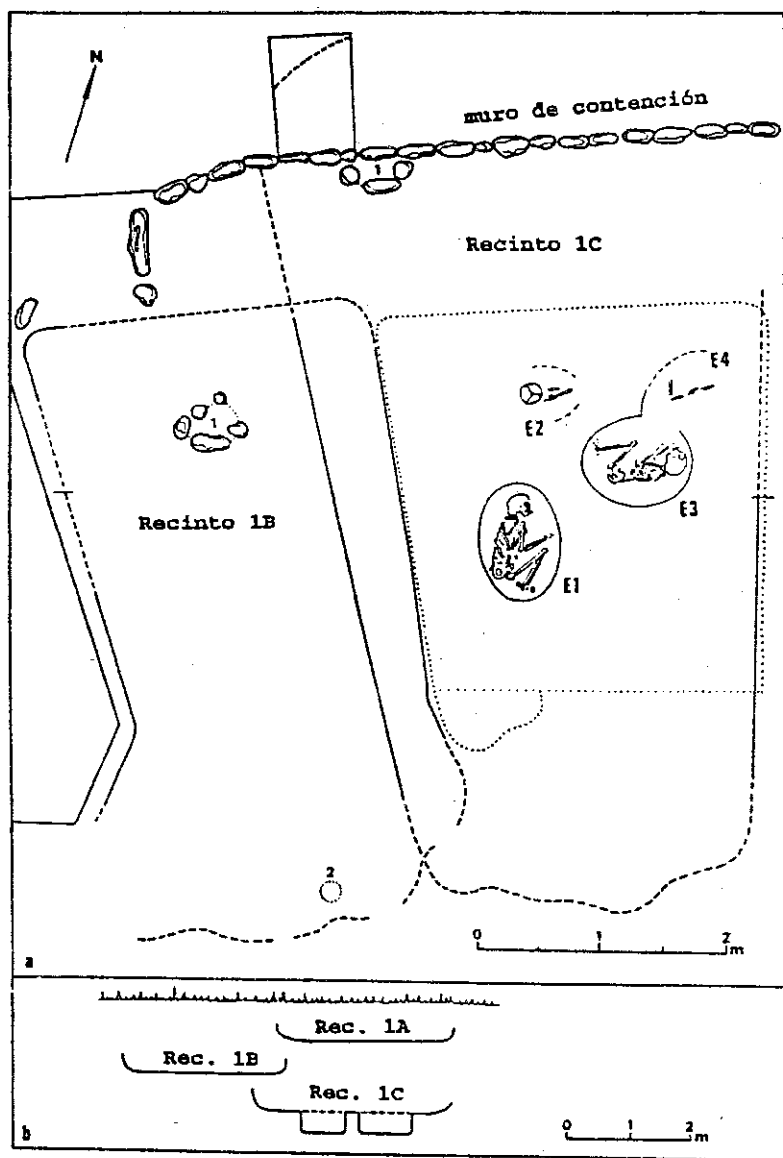 N
muro de contención
1
Recinto 1C
E4
E2
1
E3
Recinto 1B
E1
2
0 1 2
m
a
Rec. 1A
Rec. 1B
Rec. 1C
0 1 2
m
b